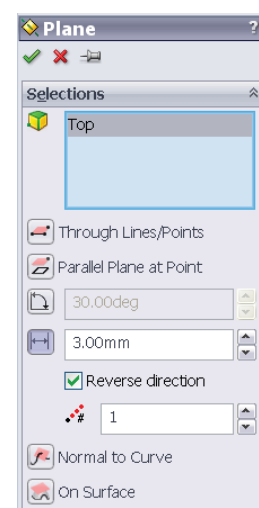 Plane ?
Selections
Top
Through Lines/Points
Parallel Plane at Point
30.00deg
3.00mm
Reverse direction
# 1
Normal to Curve
On Surface